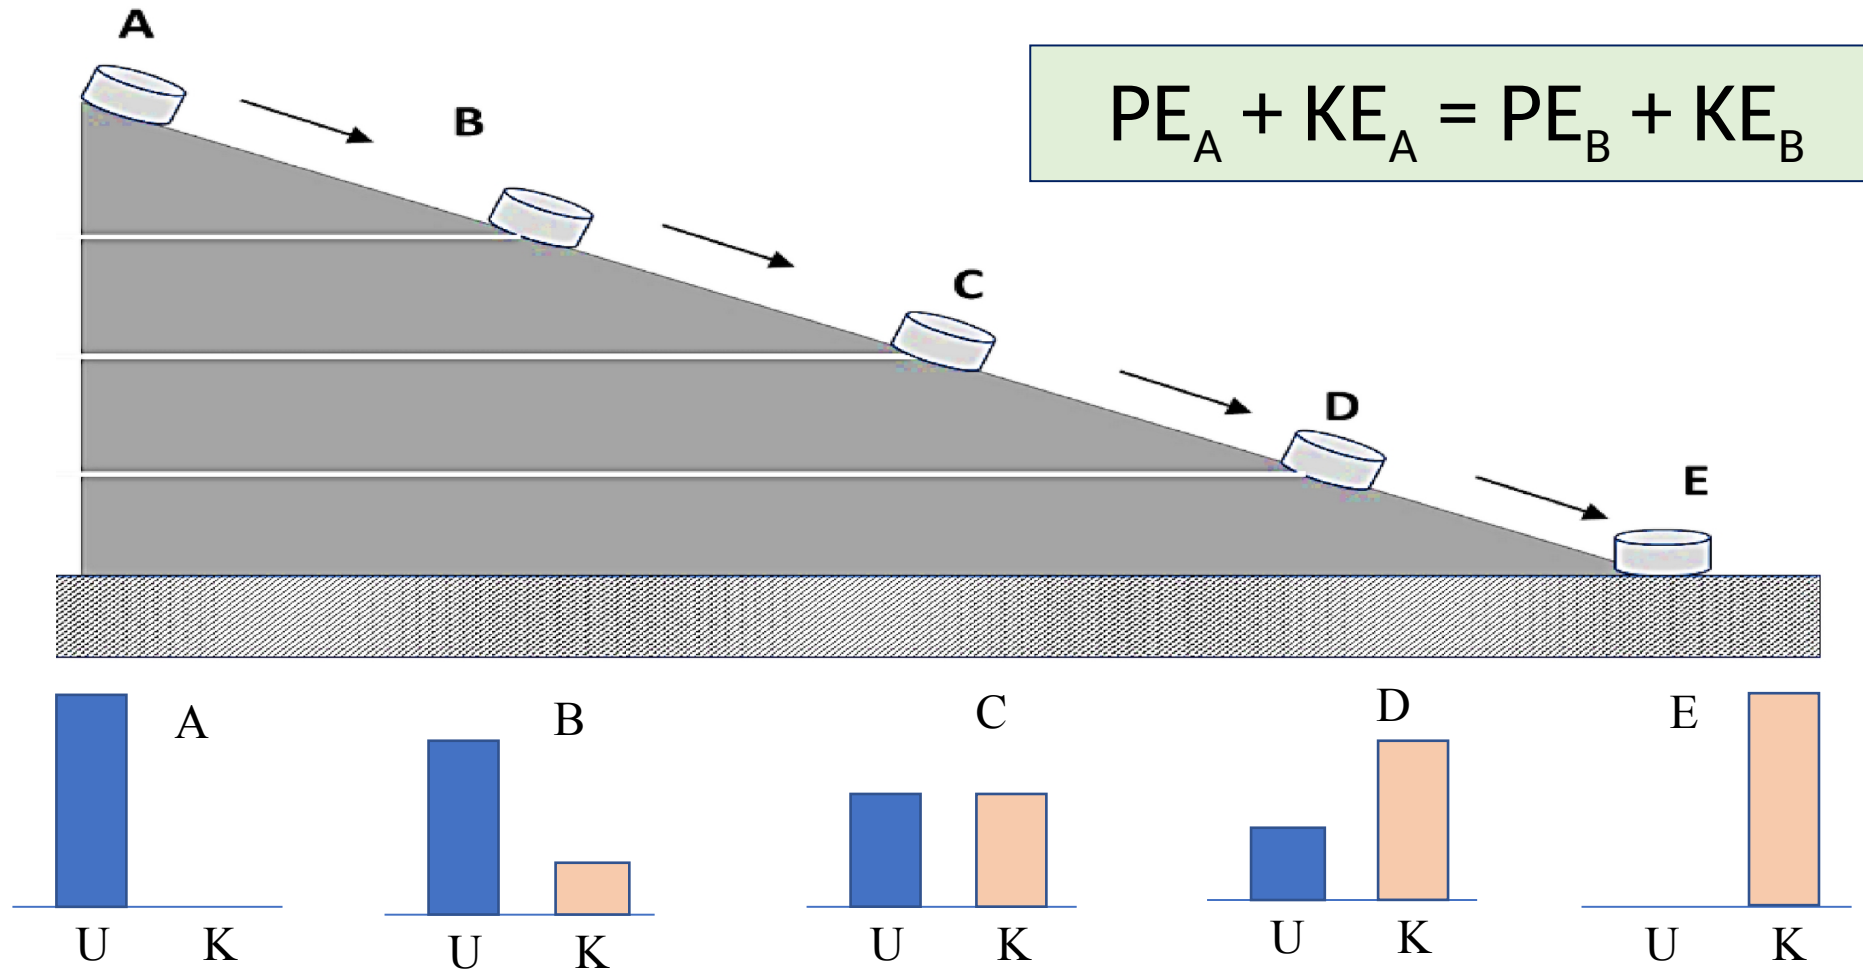 A
B
PE_A + KE_A = PE_B + KE_B
C
D
E
A
B
C
D
E
U K
U K
U K
U K
U K